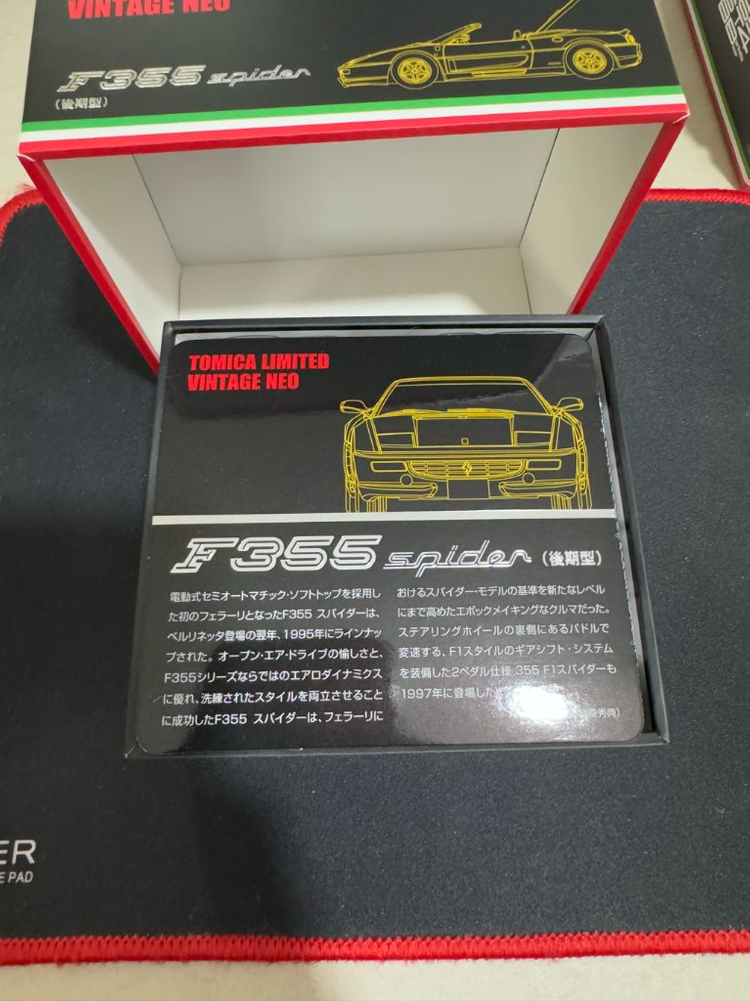 VINTAGE NEO
F355 spider
(後期型)
TOMICA LIMITED
VINTAGE NEO
F355 spider (後期型)
電動式セミオートマチック・ソフトトップを採用し
た初のフェラーリとなったF355 スパイダーは、
ベルリネッタ登場の翌年、1995年にラインナッ
プされた。オープン・エア・ドライブの愉しさと、
F355シリーズならではのエアロダイナミクス
に優れ、洗練されたスタイルを両立させること
に成功したF355 スパイダーは、フェラーリに
おけるスパイダー・モデルの基準を新たなレベル
にまで高めたエポックメイキングなクルマだった。
ステアリングホイールの裏側にあるパドルで
変速する、F1スタイルのギアシフト・システム
を装備した2ペダル仕様 355 F1スパイダーも
1997年に登場した
秀典)
ER
E PAD